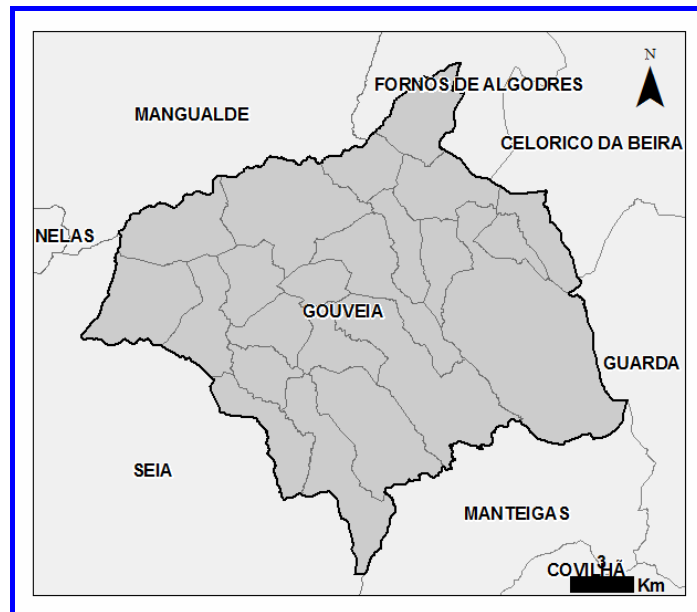 N
FORNOS DE ALGODRES
MANGUALDE
CELORICO DA BEIRA
NELAS
GOUVEIA
GUARDA
SEIA
MANTEIGAS
COVILHÃ
3
Km